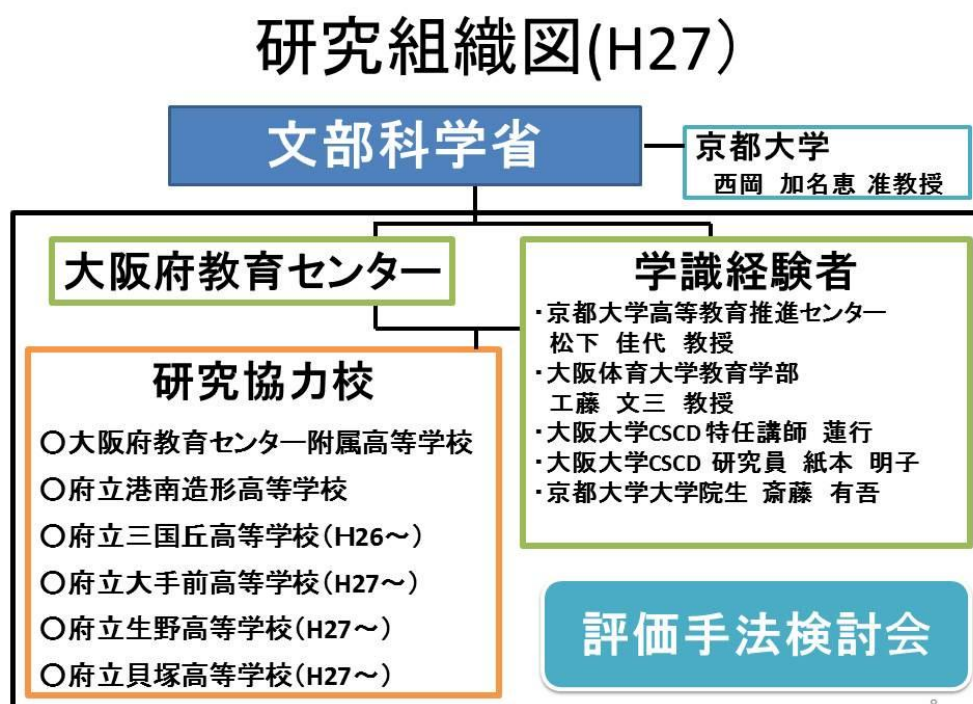 研究組織図(H27）
文部科学省
京都大学
西岡 加名恵 准教授
大阪府教育センター
学識経験者
・京都大学高等教育推進センター
松下 佳代 教授
・大阪体育大学教育学部
工藤 文三 教授
・大阪大学CSCD 特任講師 蓮行
・大阪大学CSCD 研究員 紙本 明子
・京都大学大学院生 斎藤 有吾
研究協力校
〇大阪府教育センター附属高等学校
〇府立港南造形高等学校
〇府立三国丘高等学校（H26～）
〇府立大手前高等学校（H27～）
〇府立生野高等学校（H27～）
〇府立貝塚高等学校（H27～）
評価手法検討会